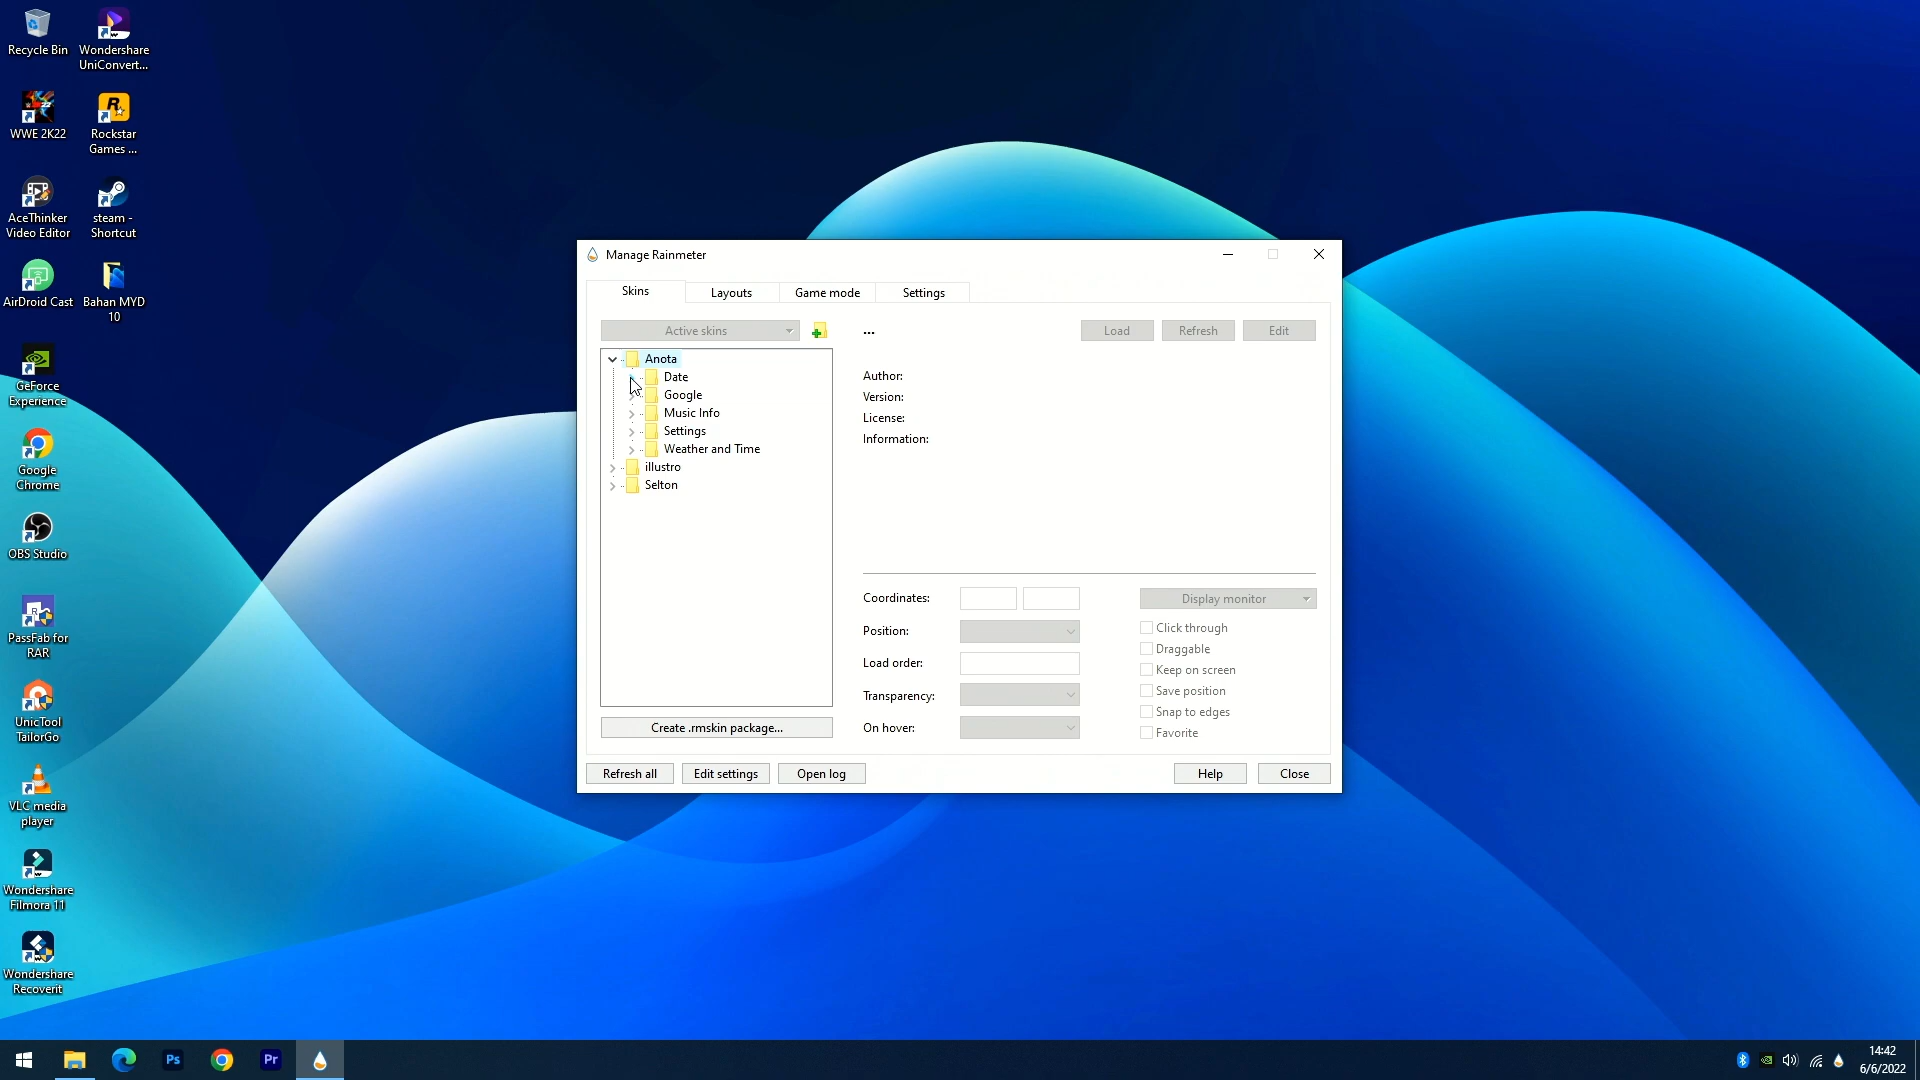 Recycle Bin
Wondershare
UniConvert...
WWE 2K22
Rockstar
Games ...
AceThinker
Video Editor
steam -
Shortcut
AirDroid Cast
Bahan MYD
10
GeForce
Experience
Google
Chrome
OBS Studio
PassFab for
RAR
UnicTool
TailorGo
VLC media
player
Wondershare
Filmora 11
Wondershare
Recoverit
Manage Rainmeter
Skins
Layouts
Game mode
Settings
Active skins
...
Load
Refresh
Edit
Anota
Date
Google
Music Info
Settings
Weather and Time
illustro
Selton
Author:
Version:
License:
Information:
Coordinates:
Display monitor
Position:
Click through
Draggable
Load order:
Keep on screen
Transparency:
Save position
Snap to edges
On hover:
Favorite
Create .rmskin package...
Refresh all
Edit settings
Open log
Help
Close
Ps
Pr
14:42
6/6/2022